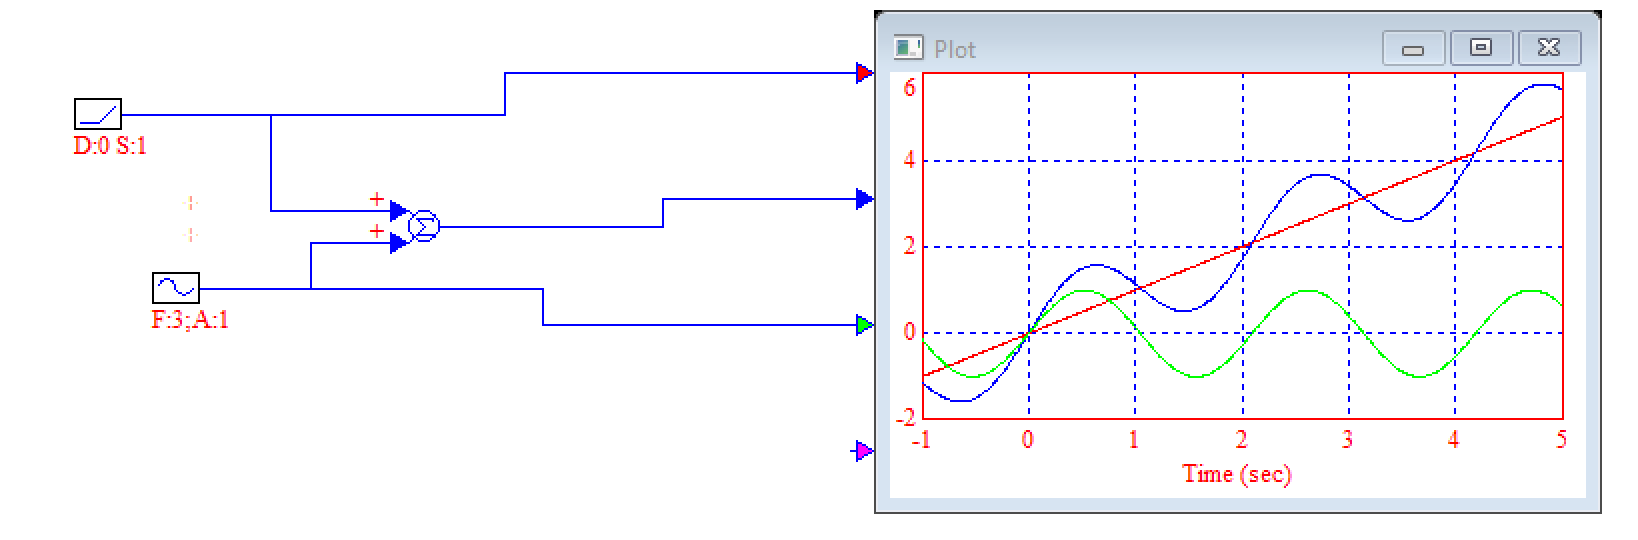 Plot
D:0 S:1
+
+
Σ
F:3;A:1
6
4
2
0
-2
-1 0 1 2 3 4 5
Time (sec)